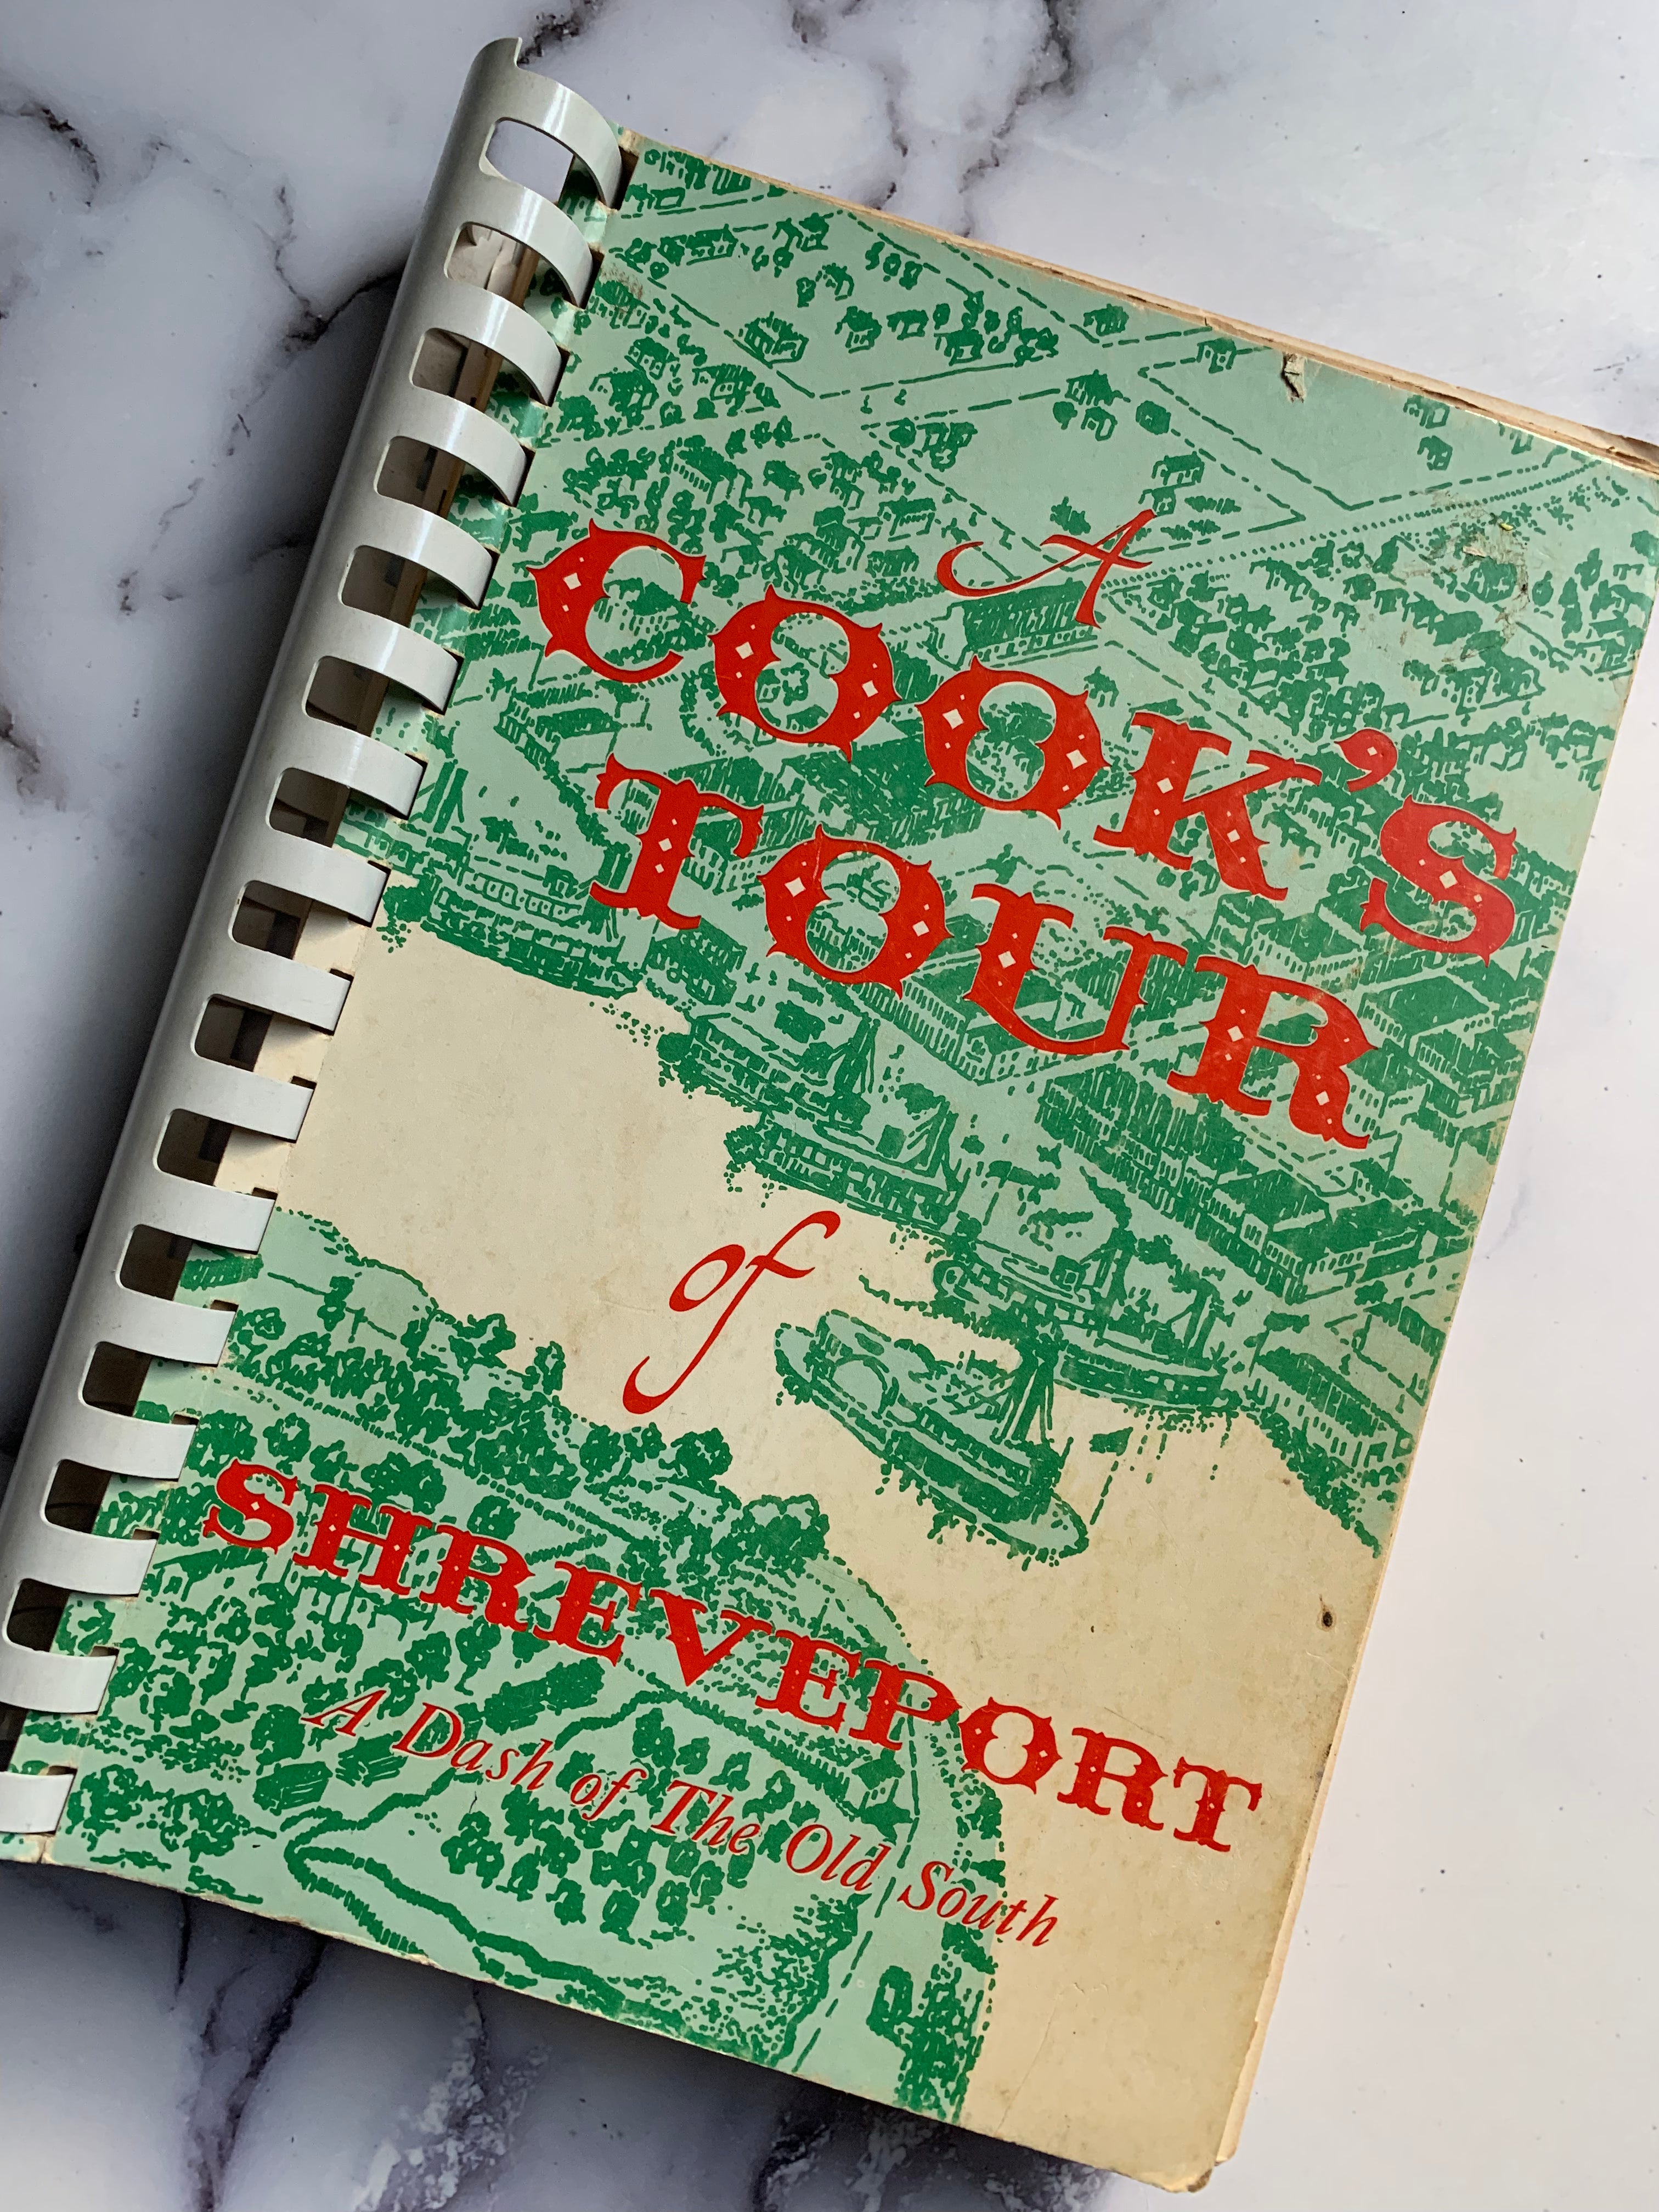 A
COOK'S
TOUR
of
SHREVEPORT
A Dash of The Old South